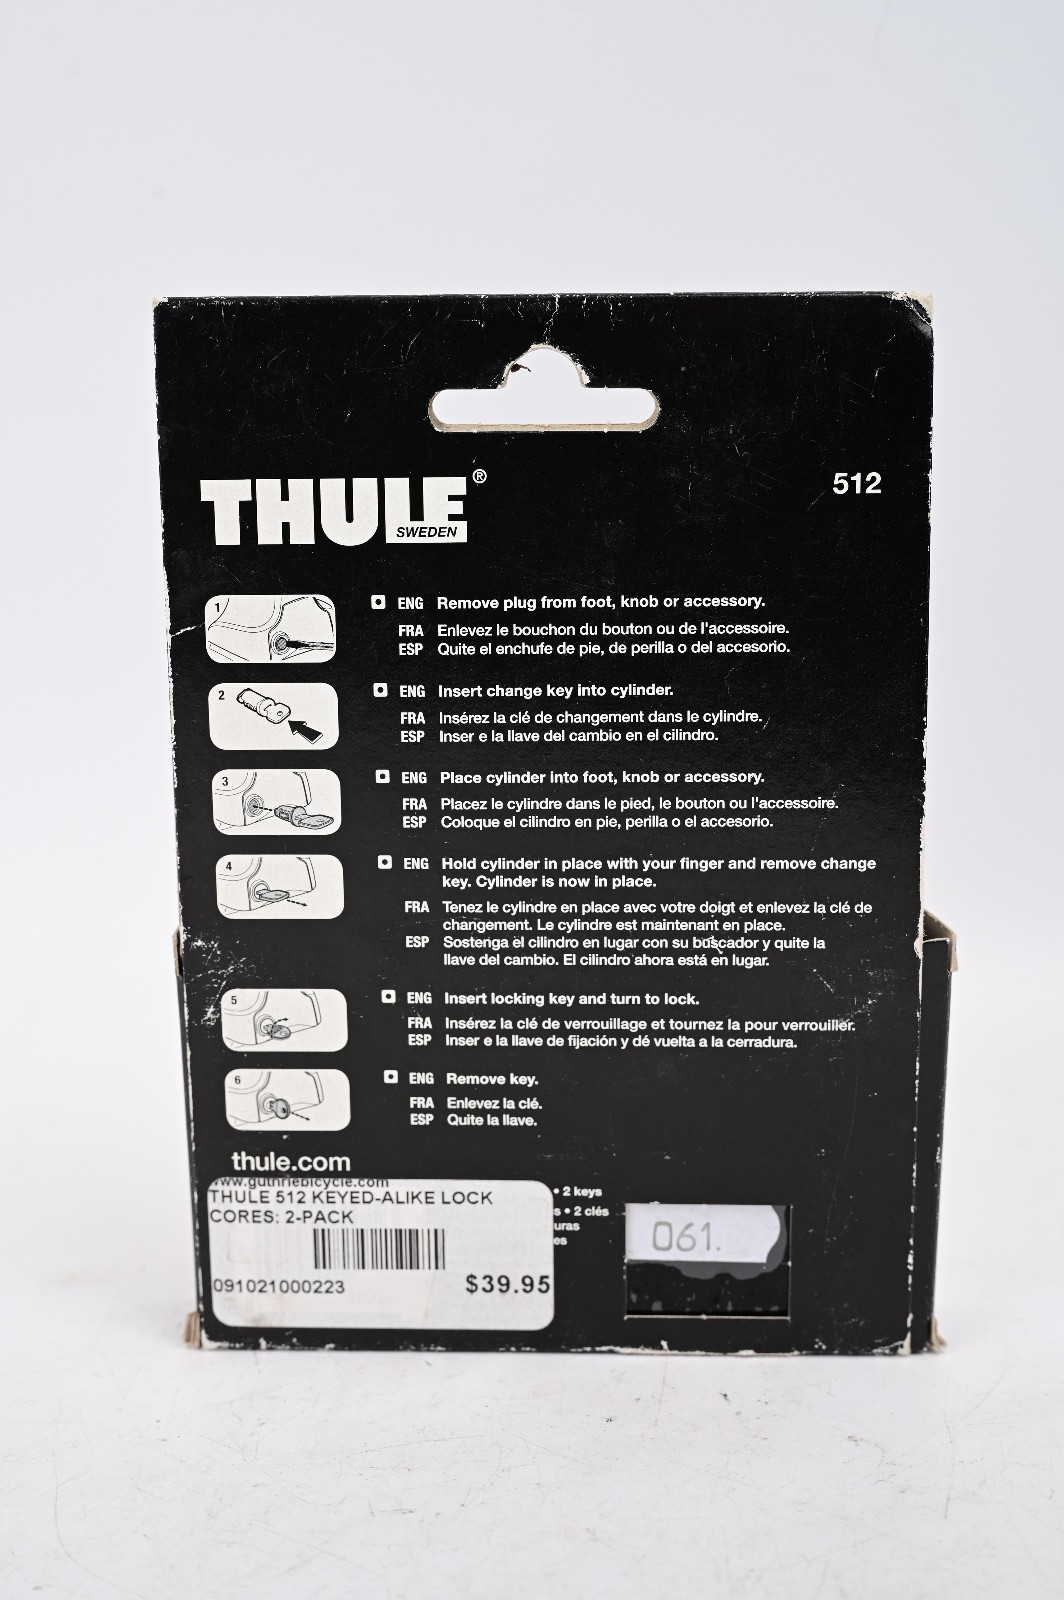 THULE®
SWEDEN
512
1
ENG Remove plug from foot, knob or accessory.
FRA Enlevez le bouchon du bouton ou de l'accessoire.
ESP Quite el enchufe de pie, de perilla o del accesorio.
2
ENG Insert change key into cylinder.
FRA Insérez la clé de changement dans le cylindre.
ESP Inser e la llave del cambio en el cilindro.
3
ENG Place cylinder into foot, knob or accessory.
FRA Placez le cylindre dans le pied, le bouton ou l'accessoire.
ESP Coloque el cilindro en pie, perilla o el accesorio.
4
ENG Hold cylinder in place with your finger and remove change
key. Cylinder is now in place.
FRA Tenez le cylindre en place avec votre doigt et enlevez la clé de
changement. Le cylindre est maintenant en place.
ESP Sostenga el cilindro en lugar con su buscador y quite la
llave del cambio. El cilindro ahora está en lugar.
5
ENG Insert locking key and turn to lock.
FRA Insérez la clé de verrouillage et tournez la pour verrouiller.
ESP Inser e la llave de fijación y dé vuelta a la cerradura.
6
ENG Remove key.
FRA Enlevez la clé.
ESP Quite la llave.
thule.com
www.guthriebicycle.com
THULE 512 KEYED-ALIKE LOCK
CORES: 2-PACK
091021000223 $39.95
• 2 keys
s • 2 clés
uras
es
061.